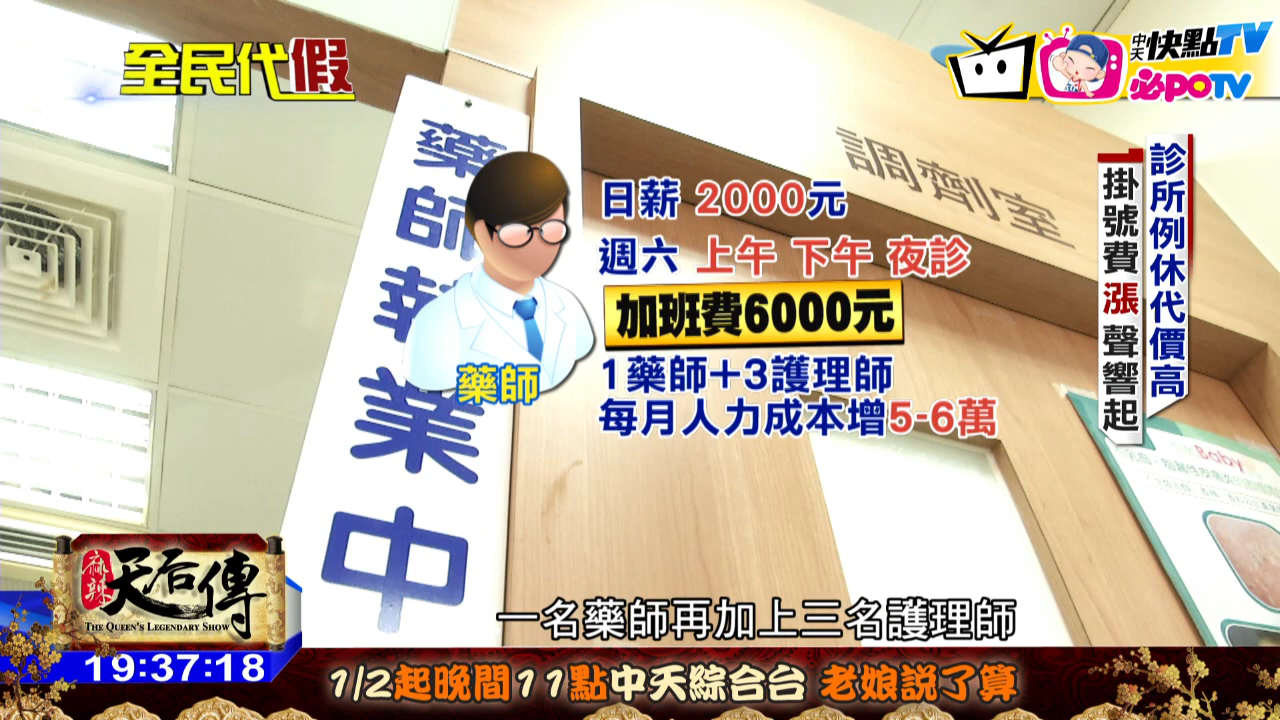 全民代假
中天快點TV
必POTV
藥師執業中
調劑室
日薪 2000元
週六 上午 下午 夜診
加班費6000元
1藥師+3護理師
每月人力成本增5-6萬
藥師
診所例休代價高
掛號費 漲 聲響起
Baby
麻辣
天后傳
THE QUEEN'S LEGENDARY SHOW
一名藥師再加上三名護理師
19:37:18
1/2起晚間11點中天綜合台 老娘說了算